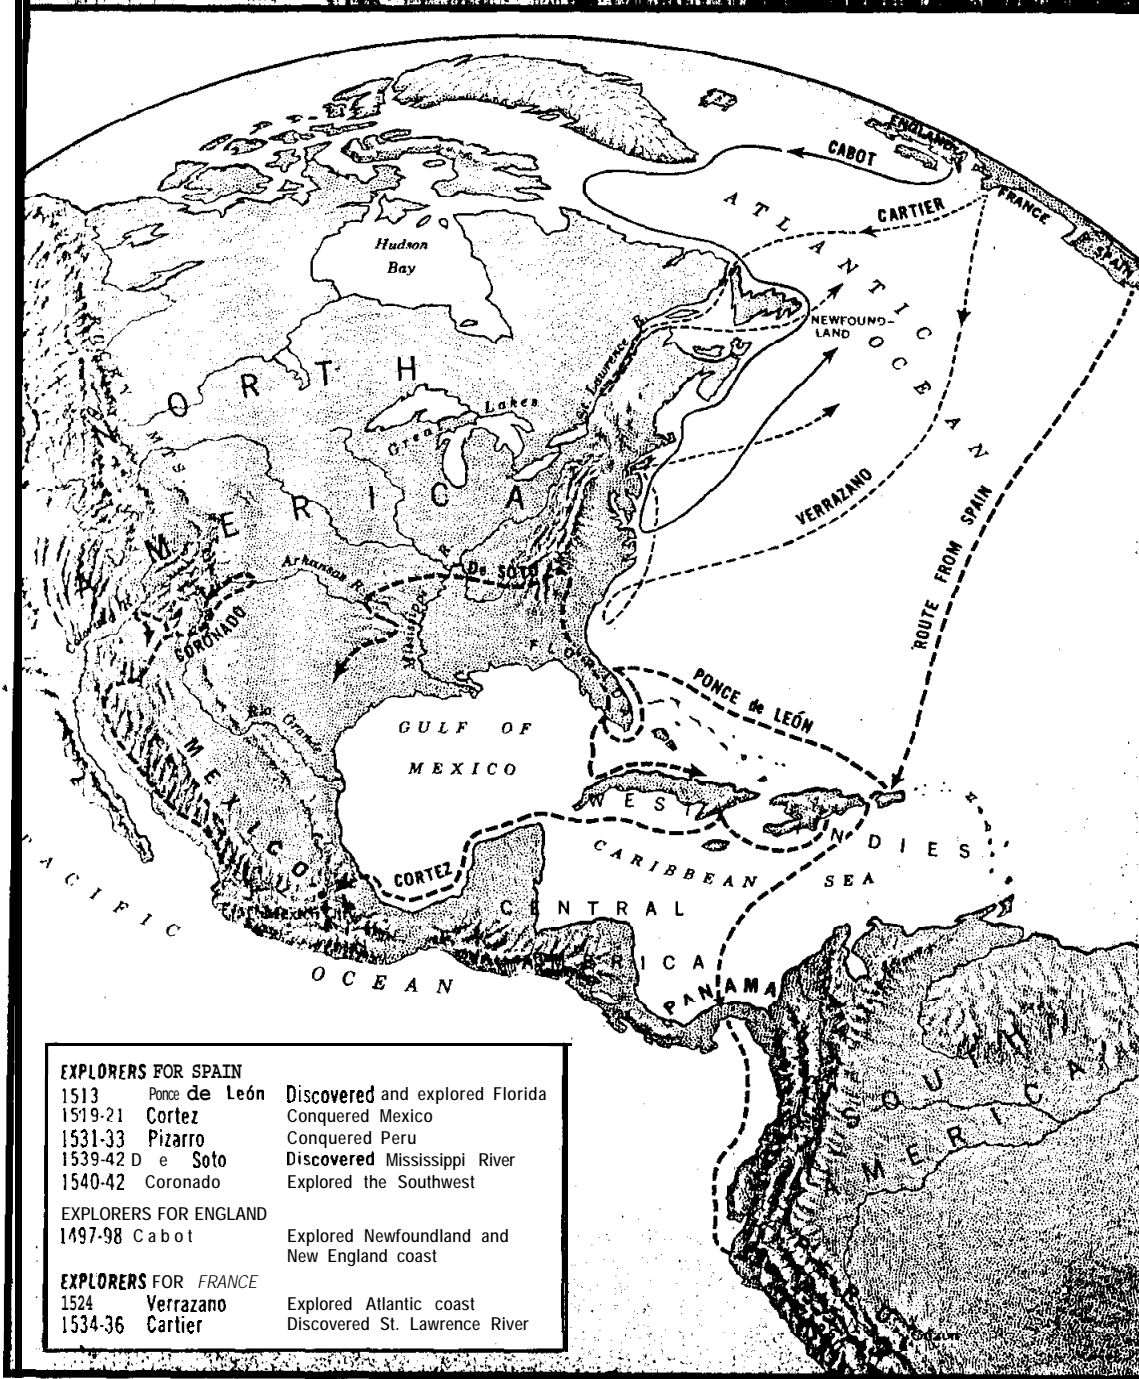 ENGLAND
CABOT
FRANCE
CARTIER
SPAIN
ATLANTIC
OCEAN
Hudson
Bay
NEWFOUND-
LAND
St. Lawrence R.
NORTH
AMERICA
Great Lakes
ROCKY MTS
VERRAZANO
ROUTE FROM SPAIN
Arkansas R.
De SOTO
Mississippi R
Colorado R
CORONADO
FLORIDA
PONCE de LEÓN
Rio Grande
GULF OF
MEXICO
MEXICO
WEST INDIES
CARIBBEAN SEA
CORTEZ
Mexico City
PACIFIC
OCEAN
CENTRAL
AMERICA
PANAMA
SOUTH
AMERICA
PERU
EXPLORERS FOR SPAIN
1513 Ponce de León Discovered and explored Florida
1519-21 Cortez Conquered Mexico
1531-33 Pizarro Conquered Peru
1539-42 D e Soto Discovered Mississippi River
1540-42 Coronado Explored the Southwest
EXPLORERS FOR ENGLAND
1497-98 Cabot Explored Newfoundland and
New England coast
EXPLORERS FOR FRANCE
1524 Verrazano Explored Atlantic coast
1534-36 Cartier Discovered St. Lawrence River